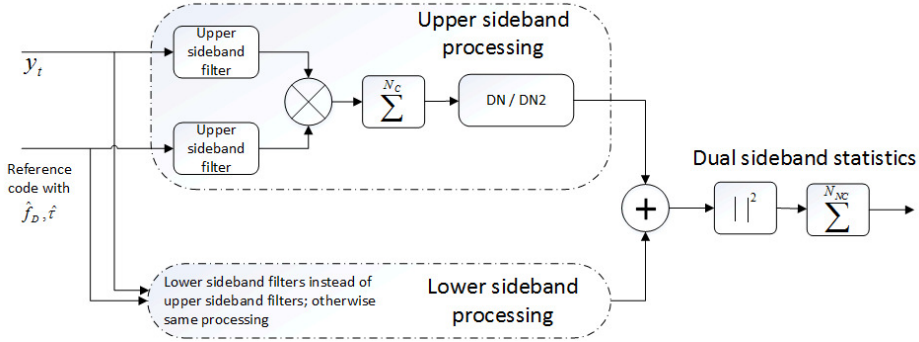 Upper sideband
processing
Upper
sideband
filter
y_t
N_C
∑
DN / DN2
Upper
sideband
filter
Reference
code with
f̂_D, τ̂
Dual sideband statistics
+
| |²
N_NC
∑
Lower sideband filters instead of
upper sideband filters; otherwise
same processing
Lower sideband
processing